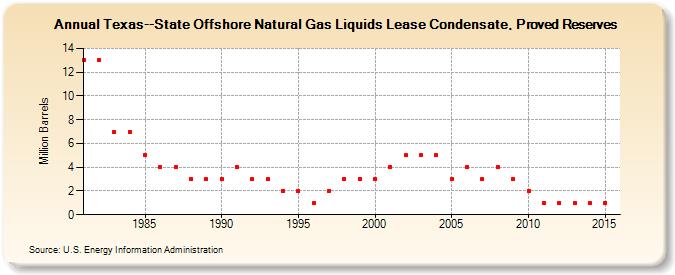 Annual Texas--State Offshore Natural Gas Liquids Lease Condensate, Proved Reserves
Million Barrels
14
12
10
8
6
4
2
0
1985 1990 1995 2000 2005 2010 2015
Source: U.S. Energy Information Administration